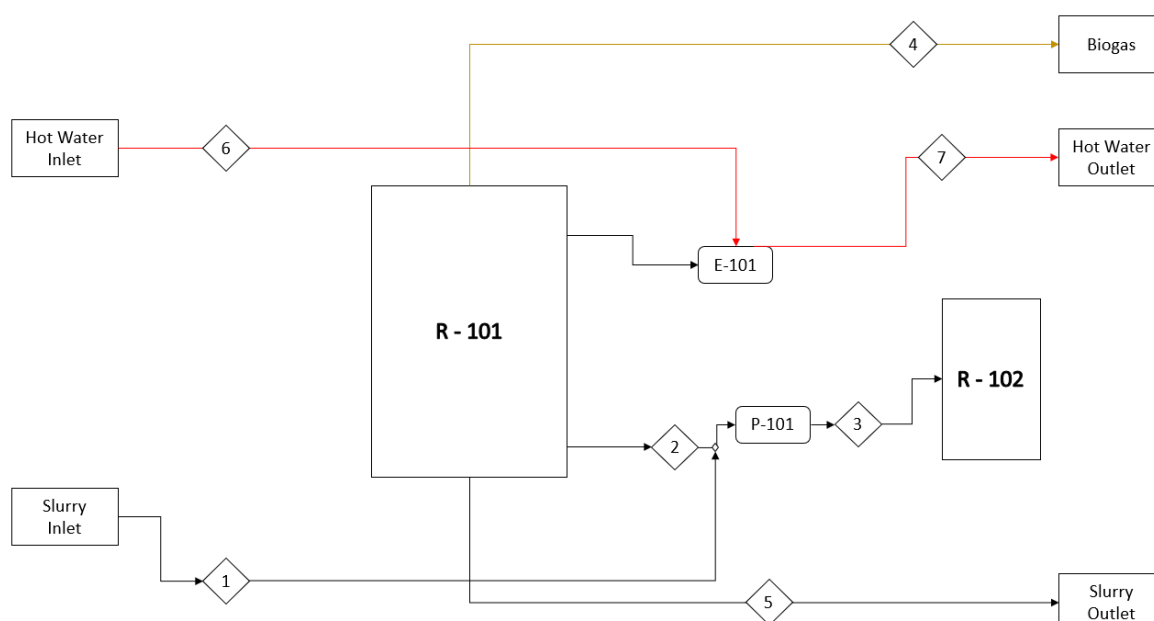 4
Biogas
Hot Water
Inlet
6
7
Hot Water
Outlet
E-101
R - 101
R - 102
P-101
3
2
Slurry
Inlet
1
5
Slurry
Outlet